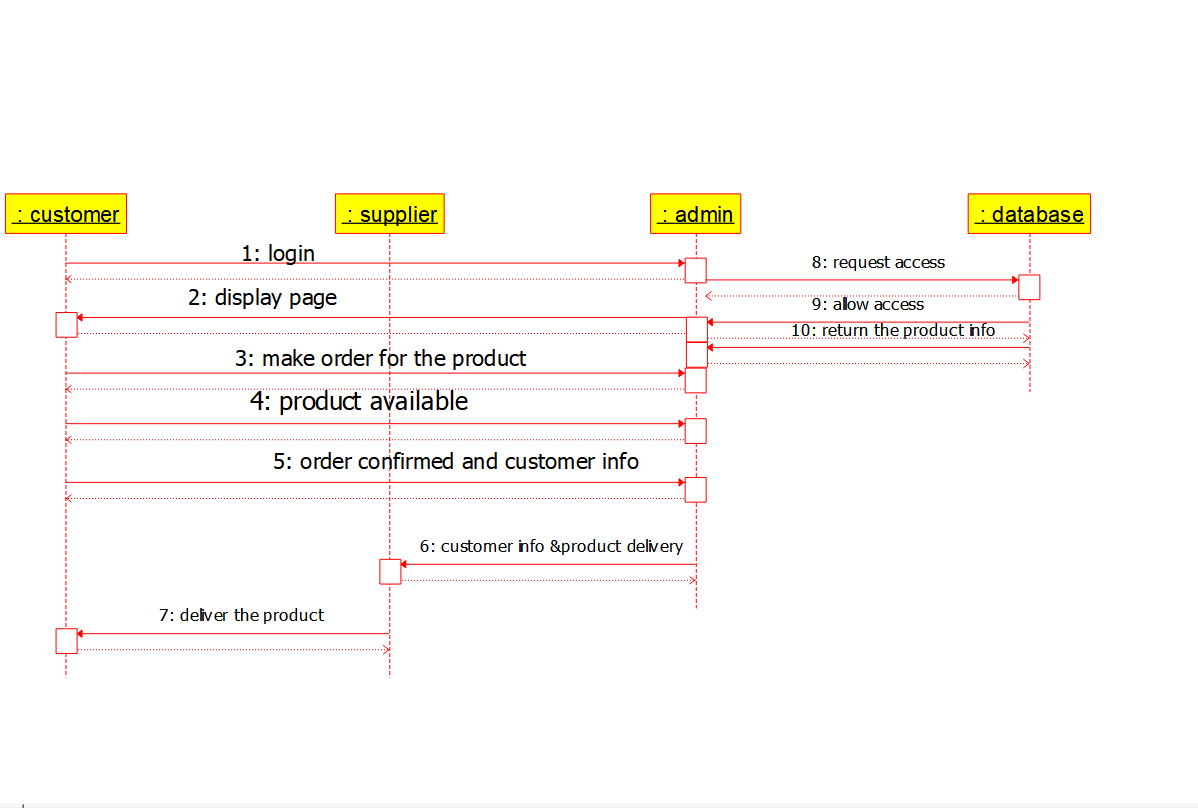 : customer
: supplier
: admin
: database
1: login
8: request access
2: display page
9: allow access
10: return the product info
3: make order for the product
4: product available
5: order confirmed and customer info
6: customer info &product delivery
7: deliver the product